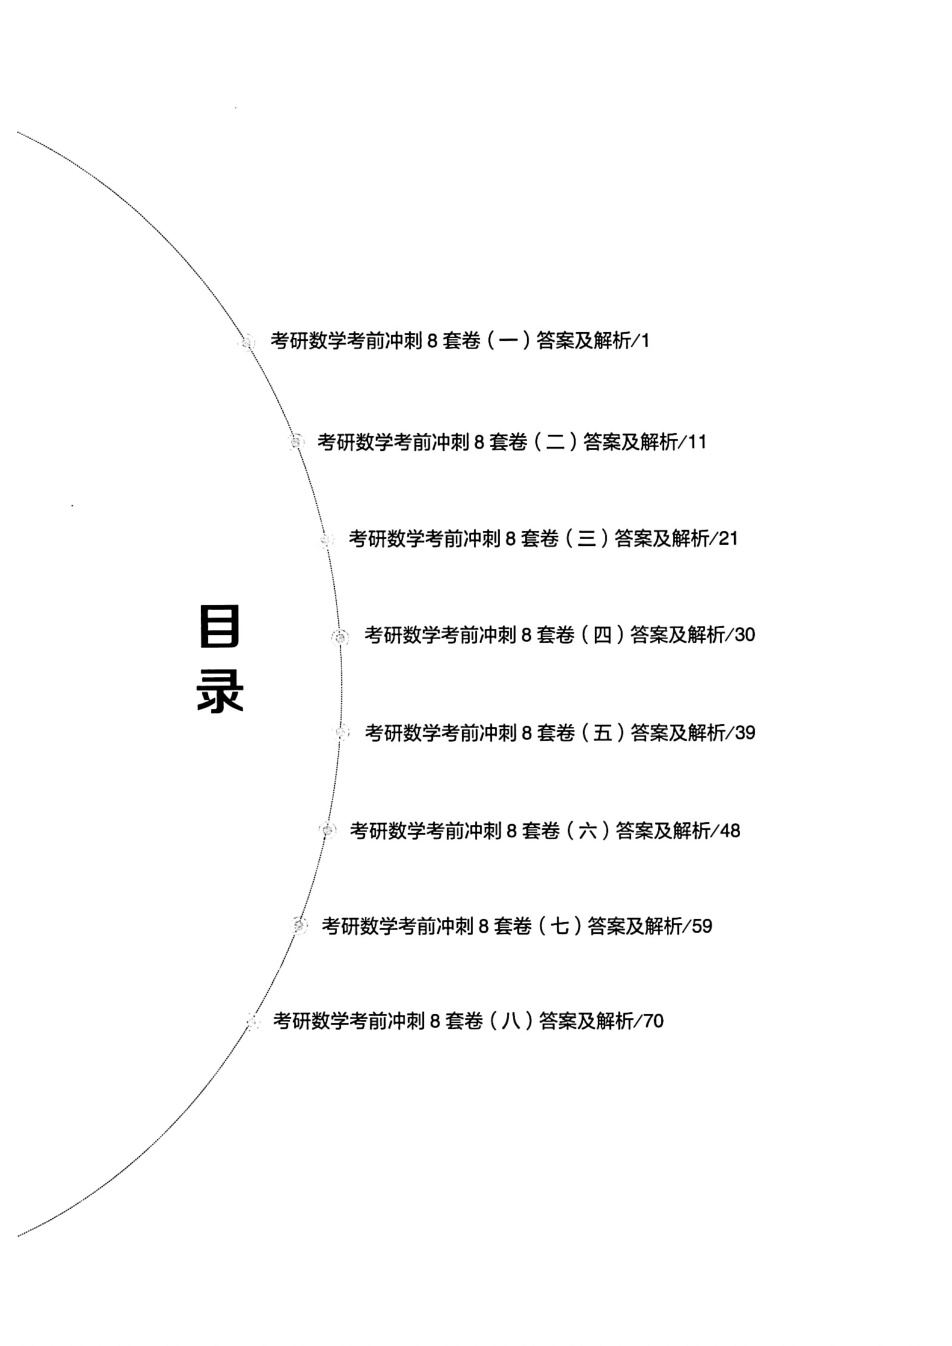 目
录
考研数学考前冲刺 8 套卷（一）答案及解析/1
考研数学考前冲刺 8 套卷（二）答案及解析/11
考研数学考前冲刺 8 套卷（三）答案及解析/21
考研数学考前冲刺 8 套卷（四）答案及解析/30
考研数学考前冲刺 8 套卷（五）答案及解析/39
考研数学考前冲刺 8 套卷（六）答案及解析/48
考研数学考前冲刺 8 套卷（七）答案及解析/59
考研数学考前冲刺 8 套卷（八）答案及解析/70